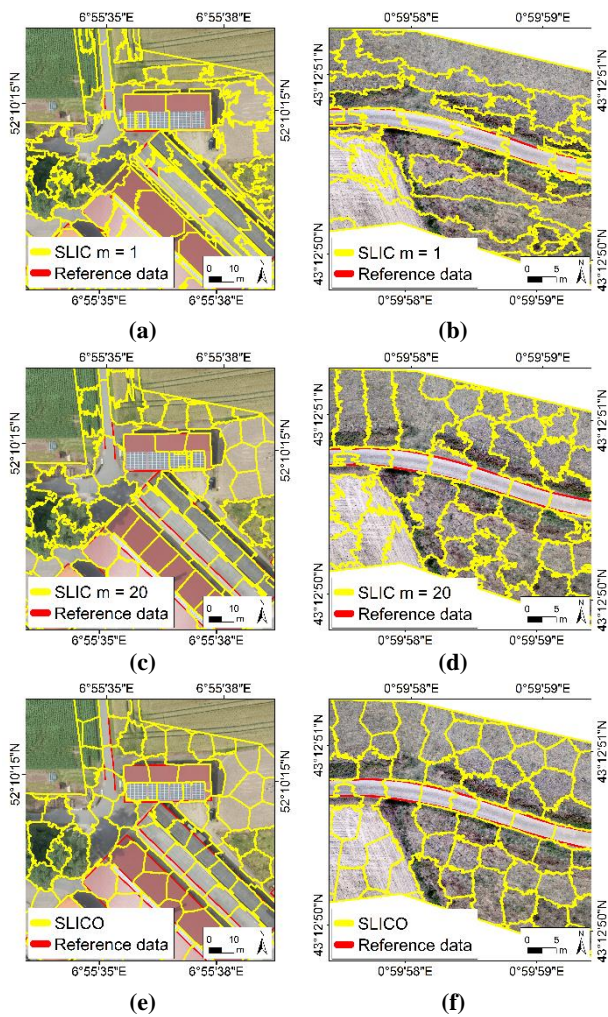 6°55'35"E 6°55'38"E 0°59'58"E 0°59'59"E
52°10'15"N 52°10'15"N 43°12'51"N 43°12'51"N
43°12'50"N 43°12'50"N
SLIC m = 1
Reference data
0 10
m
N
SLIC m = 1
Reference data
0 5
m
N
6°55'35"E 6°55'38"E 0°59'58"E 0°59'59"E
(a) (b)
6°55'35"E 6°55'38"E 0°59'58"E 0°59'59"E
52°10'15"N 52°10'15"N 43°12'51"N 43°12'51"N
43°12'50"N 43°12'50"N
SLIC m = 20
Reference data
0 10
m
N
SLIC m = 20
Reference data
0 5
m
N
6°55'35"E 6°55'38"E 0°59'58"E 0°59'59"E
(c) (d)
6°55'35"E 6°55'38"E 0°59'58"E 0°59'59"E
52°10'15"N 52°10'15"N 43°12'51"N 43°12'51"N
43°12'50"N 43°12'50"N
SLICO
Reference data
0 10
m
N
SLICO
Reference data
0 5
m
N
6°55'35"E 6°55'38"E 0°59'58"E 0°59'59"E
(e) (f)